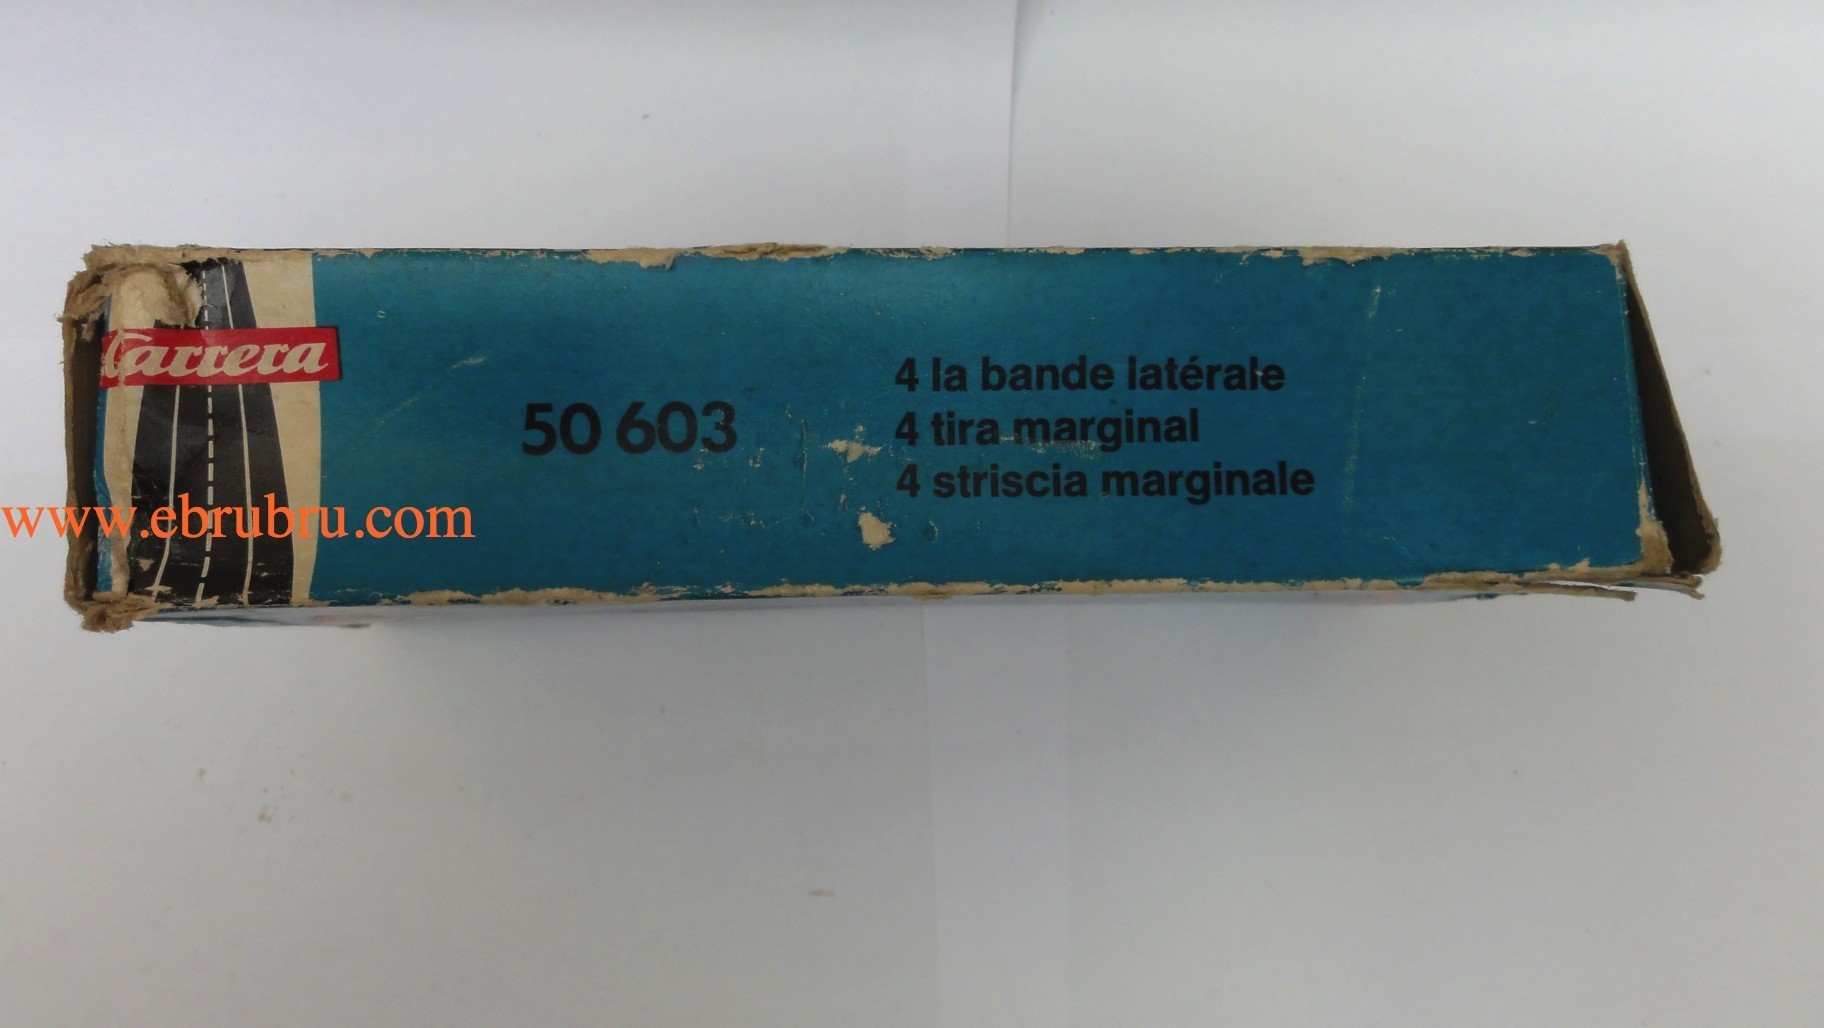 Carrera
50 603
4 la bande latérale
4 tira marginal
4 striscia marginale
www.ebrubru.com